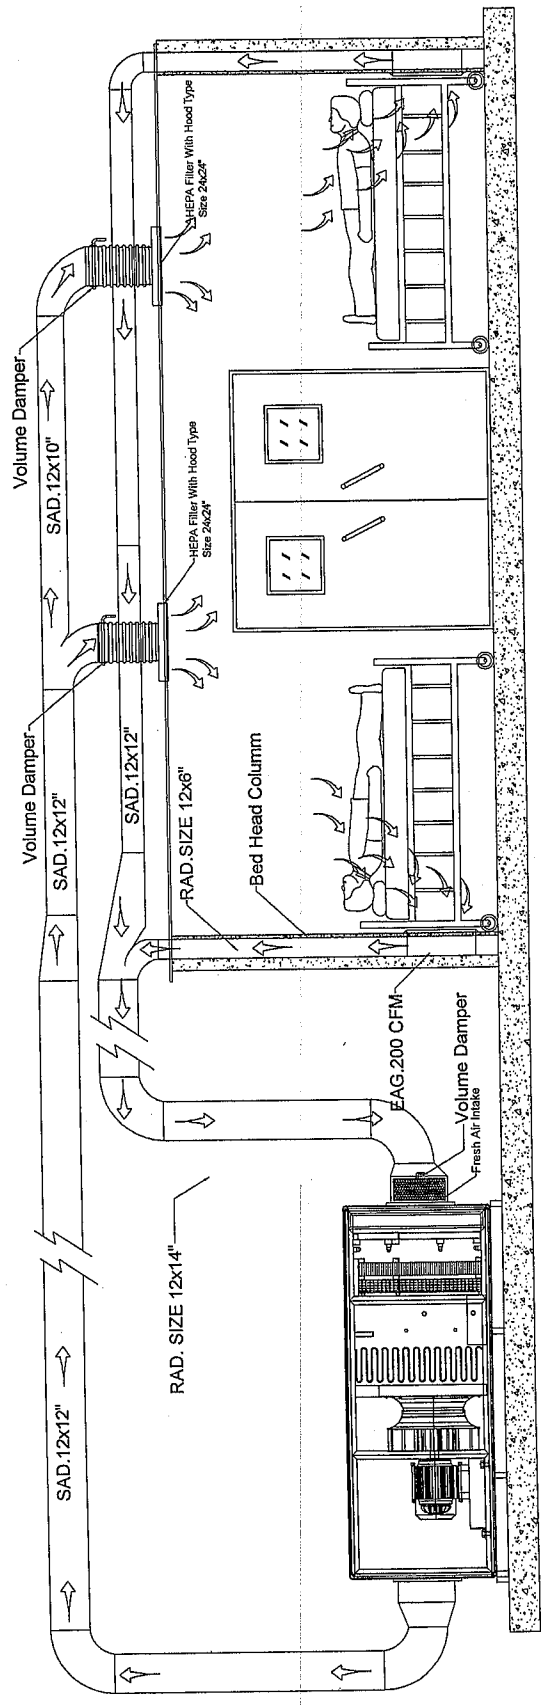 SAD.12x12"
SAD.12x12"
Volume Damper
SAD.12x10"
Volume Damper
SAD.12x12"
HEPA Filter With Hood Type
Size 24x24"
HEPA Filter With Hood Type
Size 24x24"
RAD. SIZE 12x14"
RAD.SIZE 12x6"
Bed Head Columm
EAG.200 CFM
Volume Damper
Fresh Air Intake